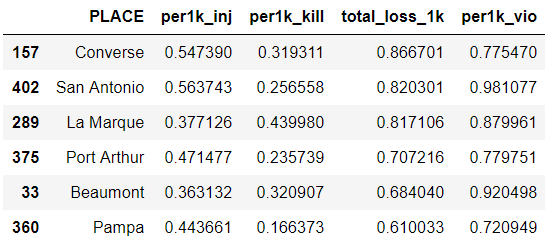 PLACE per1k_inj per1k_kill total_loss_1k per1k_vio
157 Converse 0.547390 0.319311 0.866701 0.775470
402 San Antonio 0.563743 0.256558 0.820301 0.981077
289 La Marque 0.377126 0.439980 0.817106 0.879961
375 Port Arthur 0.471477 0.235739 0.707216 0.779751
33 Beaumont 0.363132 0.320907 0.684040 0.920498
360 Pampa 0.443661 0.166373 0.610033 0.720949